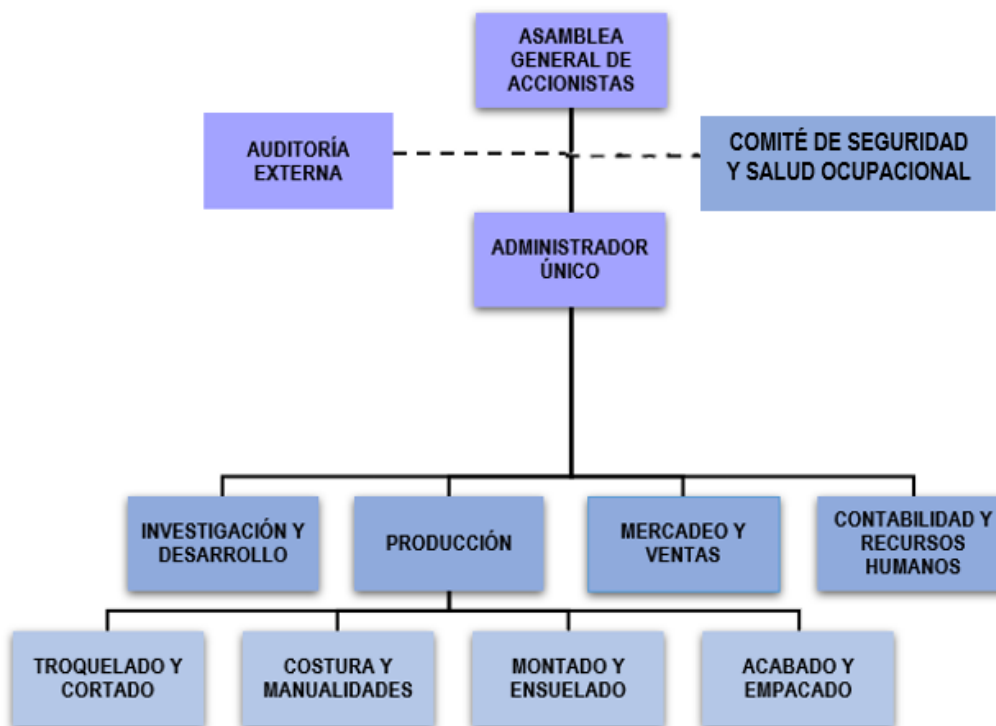 ASAMBLEA
GENERAL DE
ACCIONISTAS
AUDITORÍA
EXTERNA
COMITÉ DE SEGURIDAD
Y SALUD OCUPACIONAL
ADMINISTRADOR
ÚNICO
INVESTIGACIÓN Y
DESARROLLO
PRODUCCIÓN
MERCADEO Y
VENTAS
CONTABILIDAD Y
RECURSOS
HUMANOS
TROQUELADO Y
CORTADO
COSTURA Y
MANUALIDADES
MONTADO Y
ENSUELADO
ACABADO Y
EMPACADO